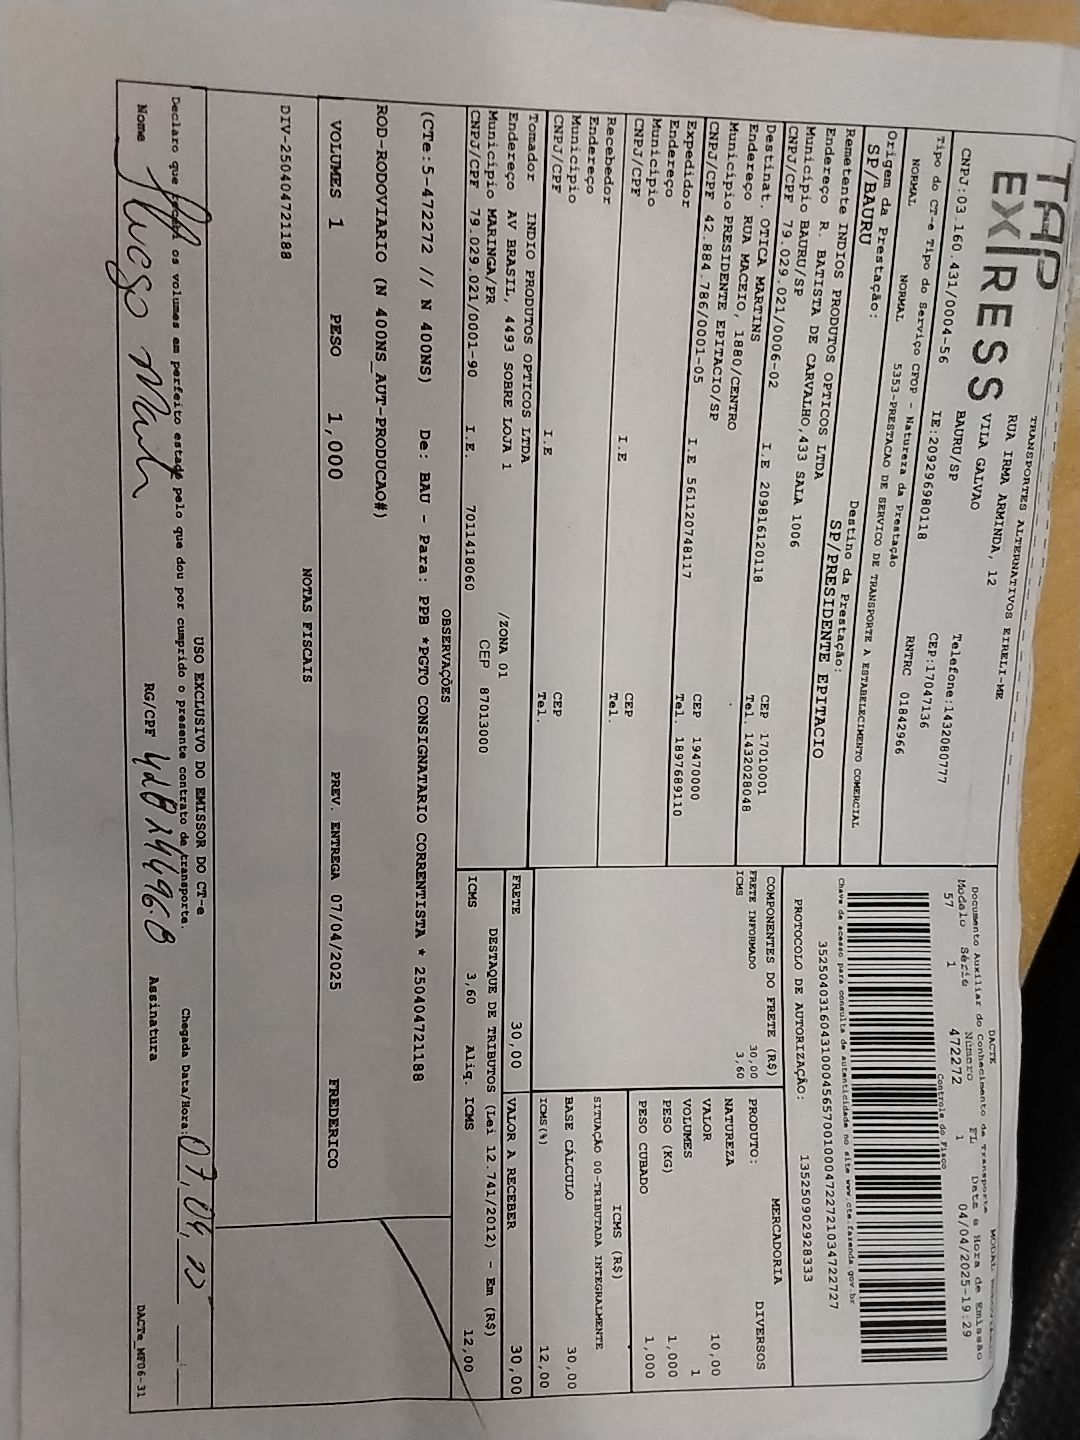 TAP
EXPRESS
TRANSPORTES ALTERNATIVOS EIRELI-ME
RUA IRMA ARMINDA, 12
VILA GALVAO
BAURU/SP
Telefone:1432080777
CEP:17047136
CNPJ:03.160.431/0004-56 IE:209296980118
RNTRC 01842966
Tipo do CT-e Tipo do Serviço CFOP - Natureza da Prestação
NORMAL NORMAL 5353-PRESTACAO DE SERVICO DE TRANSPORTE A ESTABELECIMENTO COMERCIAL
Origem da Prestação: Destino da Prestação:
SP/BAURU SP/PRESIDENTE EPITACIO
DACTE
Documento Auxiliar do Conhecimento de Transporte
Modelo Série Número FL Data e Hora de Emissão
57 1 472272 1 04/04/2025-19:29
Controle do Fisco
Chave de acesso para consulta de autenticidade no site www.cte.fazenda.gov.br
35250403160431000456570010004722721034722727
PROTOCOLO DE AUTORIZAÇÃO: 135250902928333
Remetente INDIOS PRODUTOS OPTICOS LTDA
Endereço R. BATISTA DE CARVALHO,433 SALA 1006
Município BAURU/SP CEP 17010001
CNPJ/CPF 79.029.021/0006-02 I.E 209816120118 Tel. 1432028048
Destinat. OTICA MARTINS
Endereço RUA MACEIO, 1880/CENTRO
Município PRESIDENTE EPITACIO/SP CEP 19470000
CNPJ/CPF 42.884.786/0001-05 I.E 561120748117 Tel. 1897689110
Expedidor
Endereço
Município CEP
CNPJ/CPF I.E Tel.
Recebedor
Endereço
Município CEP
CNPJ/CPF I.E Tel.
Tomador INDIO PRODUTOS OPTICOS LTDA
Endereço AV BRASIL, 4493 SOBRE LOJA 1 /ZONA 01
Município MARINGA/PR CEP 87013000
CNPJ/CPF 79.029.021/0001-90 I.E. 7011418060
COMPONENTES DO FRETE (R$)
FRETE INFORMADO 30,00
ICMS 3,60
PRODUTO: MERCADORIA
NATUREZA DIVERSOS
VALOR 10,00
VOLUMES 1
PESO (KG) 1,000
PESO CUBADO 1,000
ICMS (R$)
SITUAÇÃO 00-TRIBUTADA INTEGRALMENTE
BASE CÁLCULO 30,00
ICMS(%) 12,00
FRETE 30,00 VALOR A RECEBER 30,00
DESTAQUE DE TRIBUTOS (Lei 12.741/2012) - Em (R$)
ICMS 3,60 Aliq. ICMS 12,00
OBSERVAÇÕES
(CTe:5-472272 // N 400NS) De: BAU - Para: PPB *PGTO CONSIGNATARIO CORRENTISTA * 250404721188
ROD-RODOVIARIO (N 400NS_AUT-PRODUCAO#)
VOLUMES 1 PESO 1,000 PREV. ENTREGA 07/04/2025 FREDERICO
NOTAS FISCAIS
DIV-250404721188
USO EXCLUSIVO DO EMISSOR DO CT-e
Declaro que recebi os volumes em perfeito estado pelo que dou por cumprido o presente contrato de transporte. Chegada Data/Hora:
Nome RG/CPF Assinatura
DACTe_MF06-31